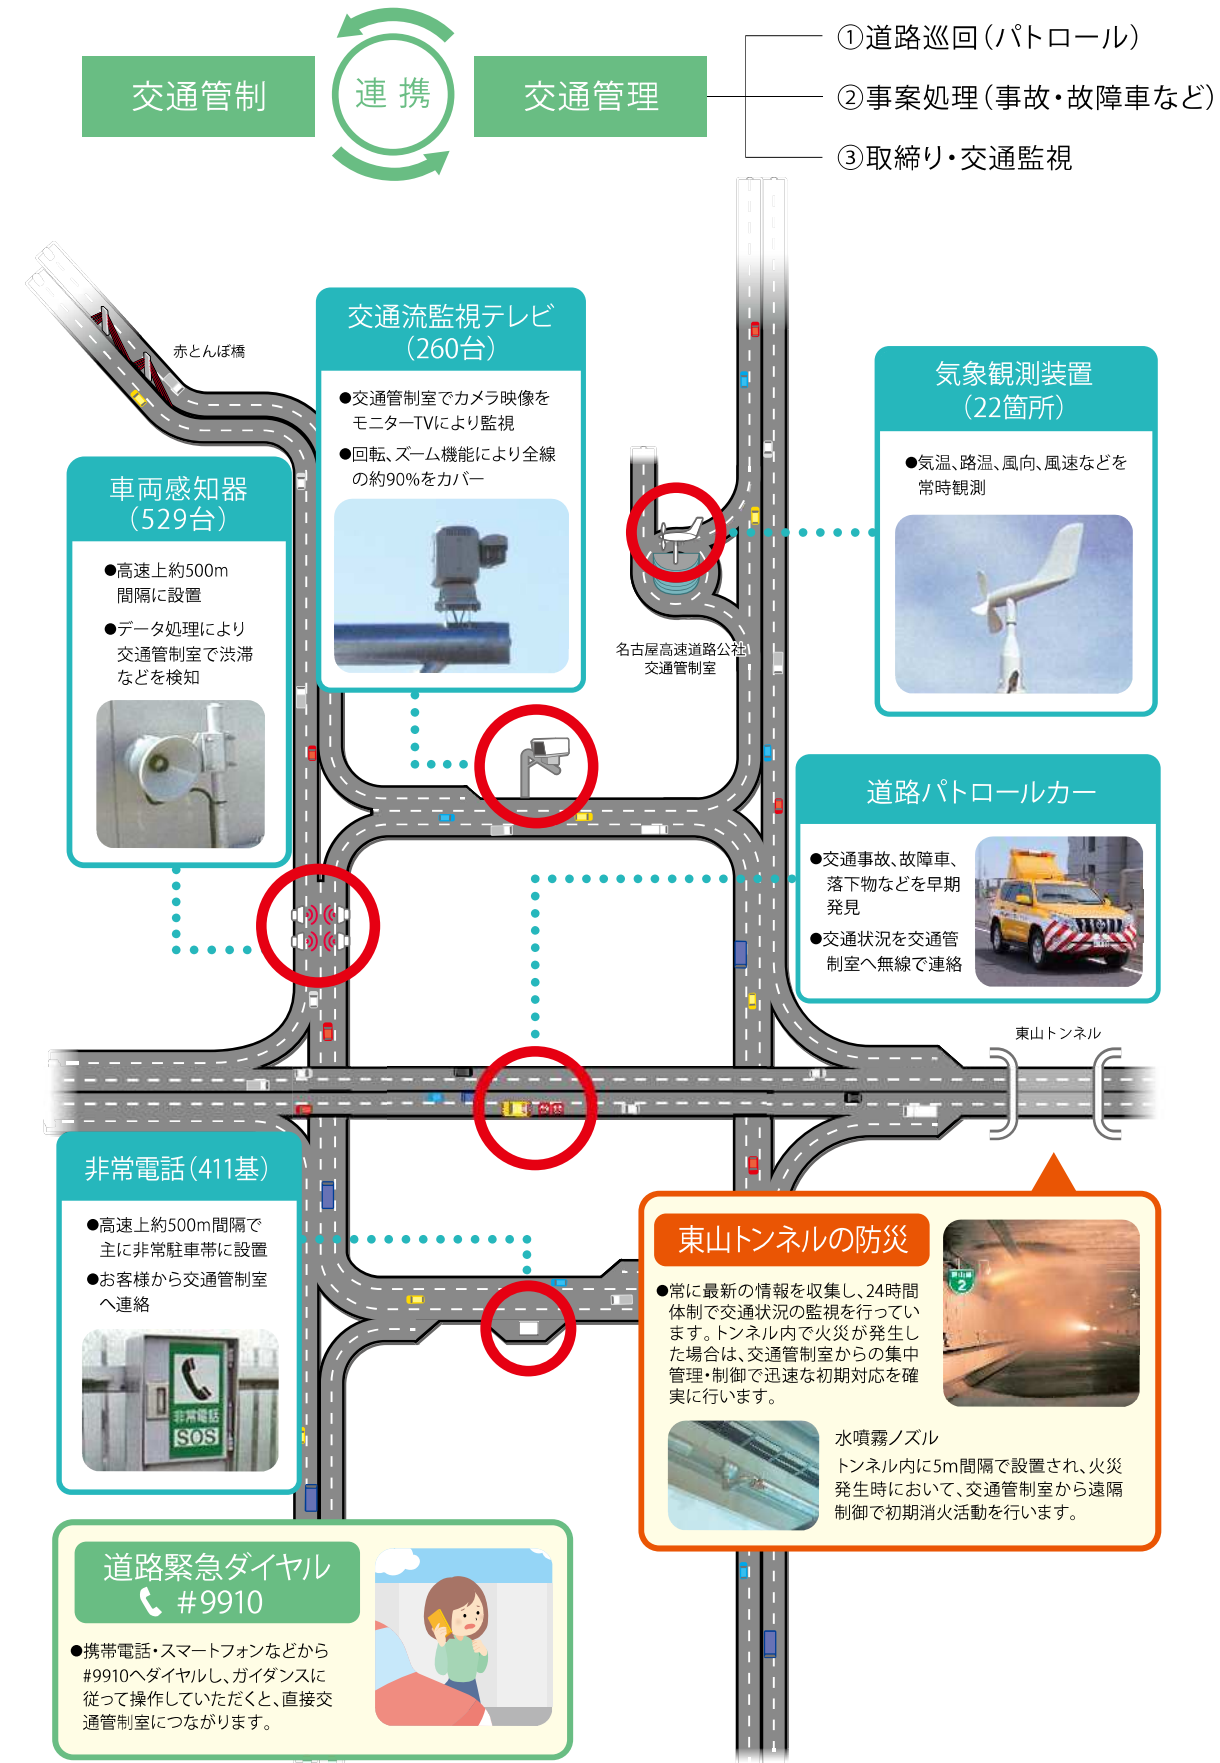 交通管制
連携
交通管理
①道路巡回（パトロール）
②事案処理（事故・故障車など）
③取締り・交通監視
赤とんぼ橋
交通流監視テレビ
（260台）
●交通管制室でカメラ映像を
モニターTVにより監視
●回転、ズーム機能により全線
の約90%をカバー
気象観測装置
（22箇所）
●気温、路温、風向、風速などを
常時観測
車両感知器
（529台）
●高速上約500m
間隔に設置
●データ処理により
交通管制室で渋滞
などを検知
名古屋高速道路公社
交通管制室
道路パトロールカー
●交通事故、故障車、
落下物などを早期
発見
●交通状況を交通管
制室へ無線で連絡
東山トンネル
非常電話（411基）
●高速上約500m間隔で
主に非常駐車帯に設置
●お客様から交通管制室
へ連絡
非常電話
SOS
東山トンネルの防災
●常に最新の情報を収集し、24時間
体制で交通状況の監視を行ってい
ます。トンネル内で火災が発生し
た場合は、交通管制室からの集中
管理・制御で迅速な初期対応を確
実に行います。
東山線
2
水噴霧ノズル
トンネル内に5m間隔で設置され、火災
発生時において、交通管制室から遠隔
制御で初期消火活動を行います。
道路緊急ダイヤル
#9910
●携帯電話・スマートフォンなどから
#9910へダイヤルし、ガイダンスに
従って操作していただくと、直接交
通管制室につながります。